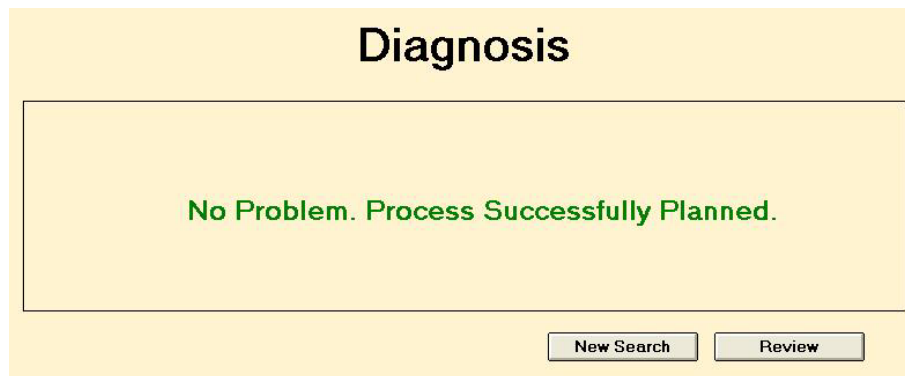 Diagnosis
No Problem. Process Successfully Planned.
New Search Review